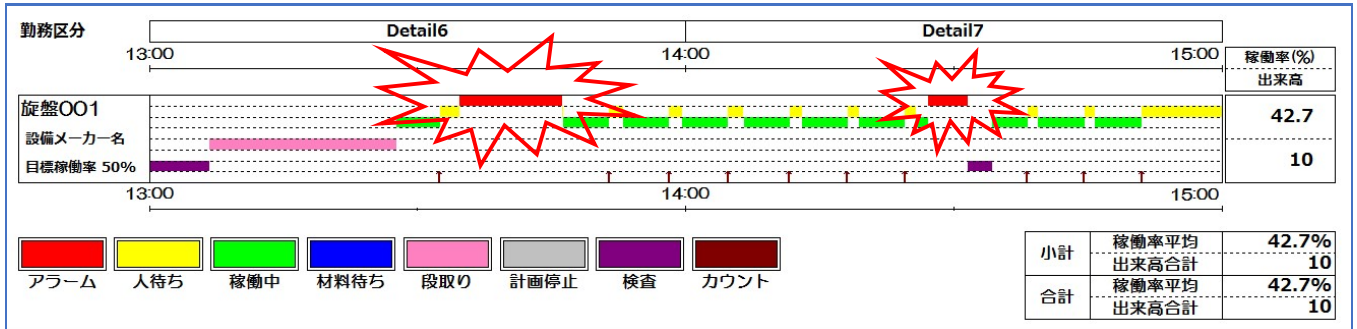 勤務区分
Detail6
Detail7
13:00
14:00
15:00
稼働率(%)
出来高
旋盤001
設備メーカー名
目標稼働率 50%
42.7
10
13:00
14:00
15:00
アラーム
人待ち
稼働中
材料待ち
段取り
計画停止
検査
カウント
小計
稼働率平均
42.7%
出来高合計
10
合計
稼働率平均
42.7%
出来高合計
10